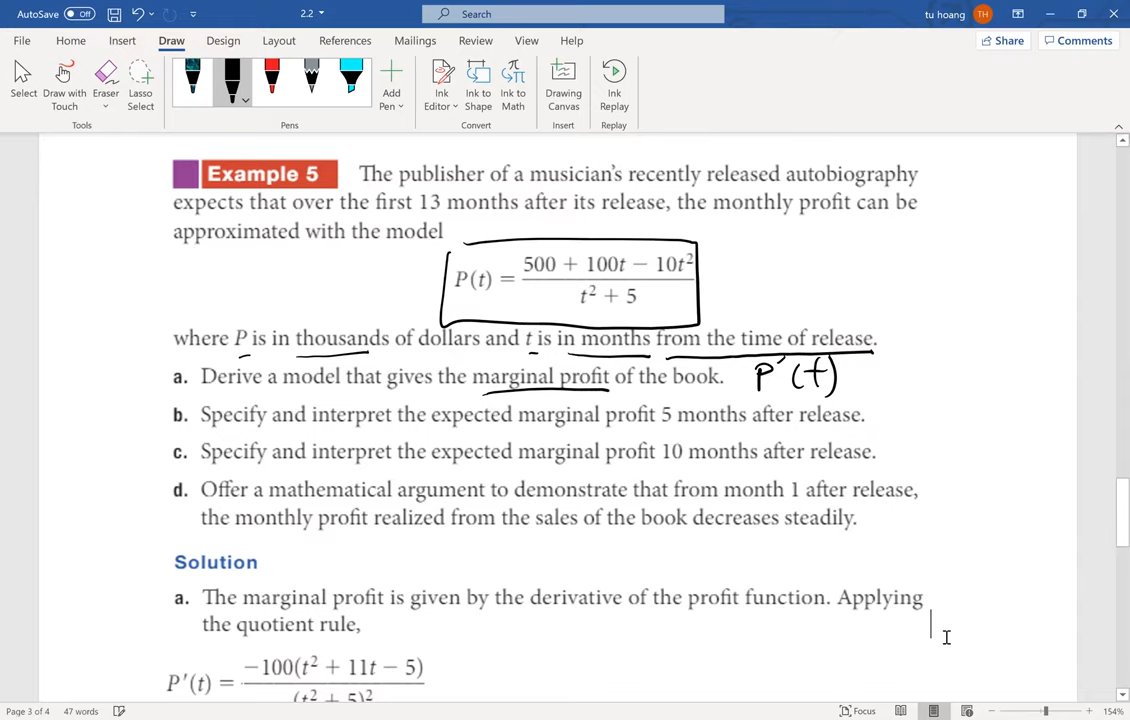 AutoSave Off 2.2 Search tu hoang TH
File Home Insert Draw Design Layout References Mailings Review View Help Share Comments
Select Draw with Touch Eraser Lasso Select Add Pen Ink Editor Ink to Shape Ink to Math Drawing Canvas Ink Replay
Tools Pens Convert Insert Replay
Example 5 The publisher of a musician's recently released autobiography
expects that over the first 13 months after its release, the monthly profit can be
approximated with the model
P(t) = (500 + 100t − 10t²) / (t² + 5)
where P is in thousands of dollars and t is in months from the time of release.
a. Derive a model that gives the marginal profit of the book. P'(t)
b. Specify and interpret the expected marginal profit 5 months after release.
c. Specify and interpret the expected marginal profit 10 months after release.
d. Offer a mathematical argument to demonstrate that from month 1 after release,
the monthly profit realized from the sales of the book decreases steadily.
Solution
a. The marginal profit is given by the derivative of the profit function. Applying
the quotient rule,
P′(t) = −100(t² + 11t − 5) / (t² + 5)²
Page 3 of 4 47 words Focus 154%